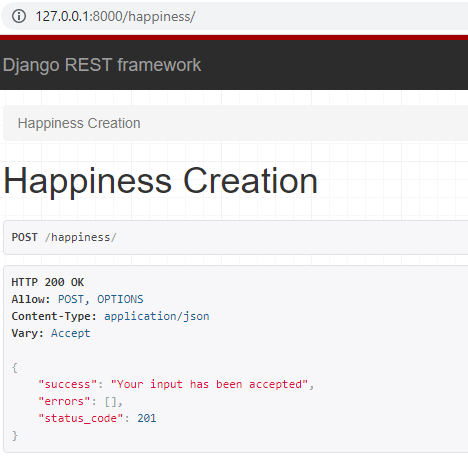 127.0.0.1:8000/happiness/
Django REST framework
Happiness Creation
Happiness Creation
POST /happiness/
HTTP 200 OK
Allow: POST, OPTIONS
Content-Type: application/json
Vary: Accept
{
    "success": "Your input has been accepted",
    "errors": [],
    "status_code": 201
}